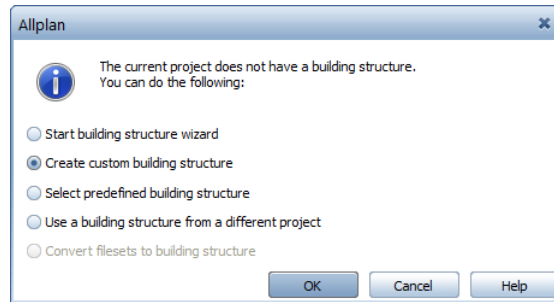 Allplan
The current project does not have a building structure.
You can do the following:
Start building structure wizard
Create custom building structure
Select predefined building structure
Use a building structure from a different project
Convert filesets to building structure
OK Cancel Help